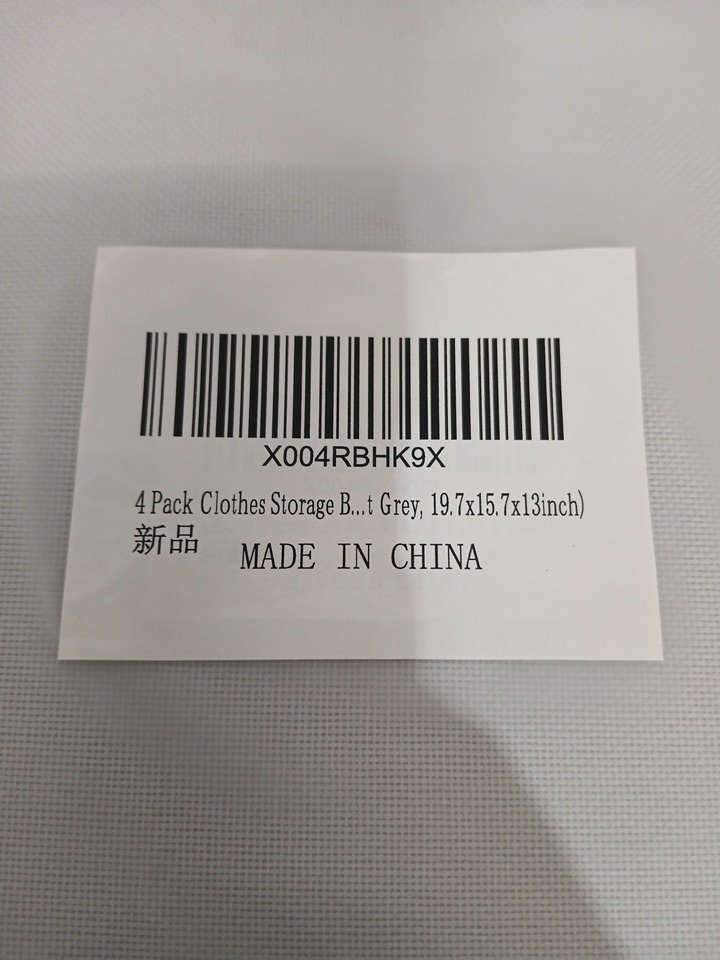 X004RBHK9X
4 Pack Clothes Storage B...t Grey, 19.7x15.7x13inch)
新品
MADE IN CHINA